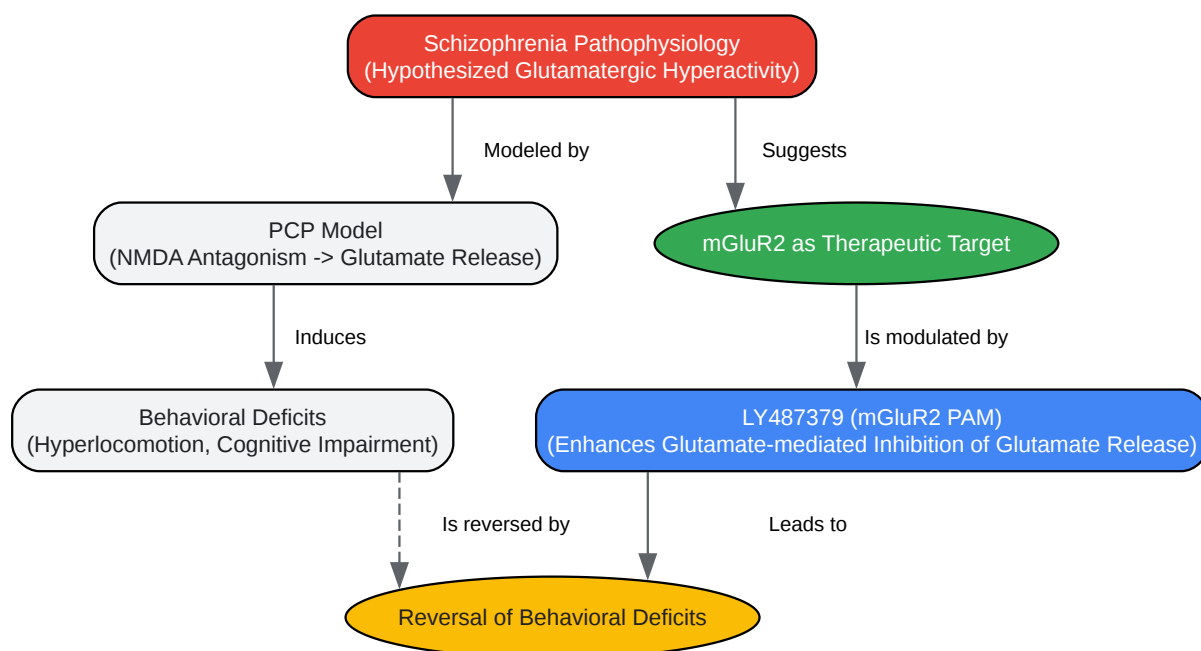 Schizophrenia Pathophysiology
(Hypothesized Glutamatergic Hyperactivity)
Modeled by
Suggests
PCP Model
(NMDA Antagonism -> Glutamate Release)
mGluR2 as Therapeutic Target
Induces
Is modulated by
Behavioral Deficits
(Hyperlocomotion, Cognitive Impairment)
LY487379 (mGluR2 PAM)
(Enhances Glutamate-mediated Inhibition of Glutamate Release)
Is reversed by
Leads to
Reversal of Behavioral Deficits